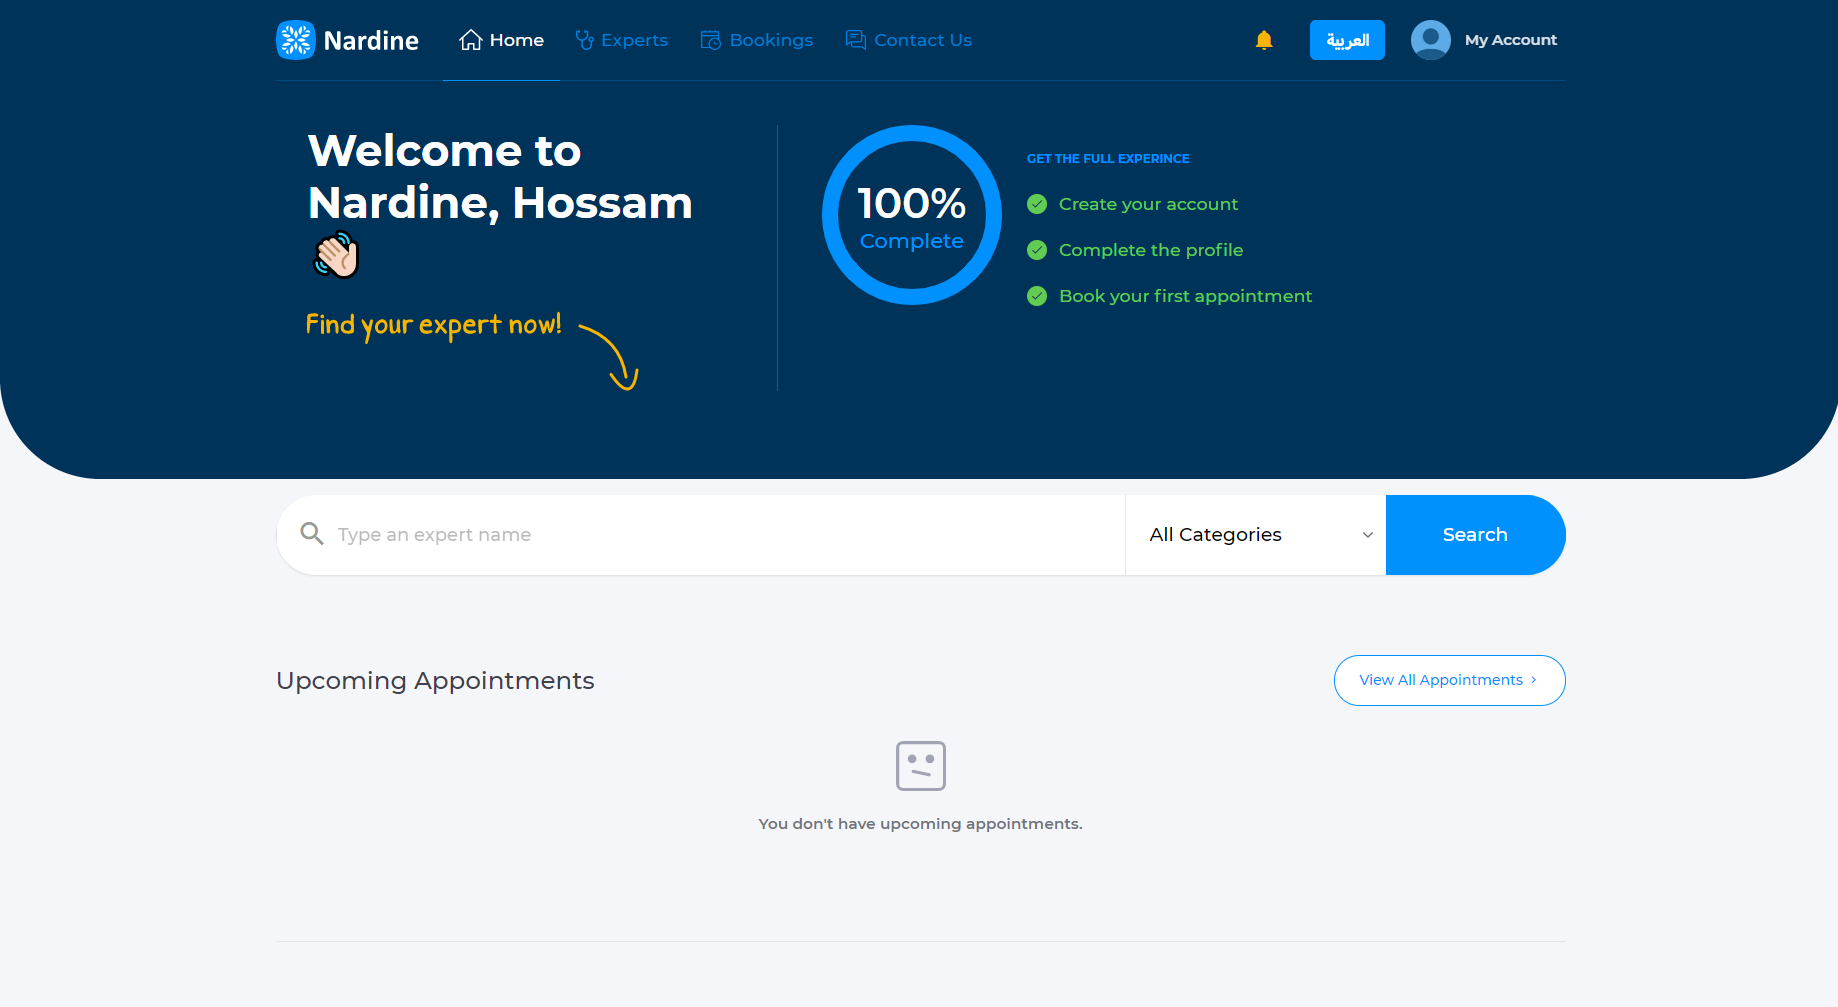 Nardine
Home
Experts
Bookings
Contact Us
العربية
My Account
Welcome to
Nardine, Hossam
Find your expert now!
100%
Complete
GET THE FULL EXPERINCE
Create your account
Complete the profile
Book your first appointment
Type an expert name
All Categories
Search
Upcoming Appointments
View All Appointments
You don't have upcoming appointments.